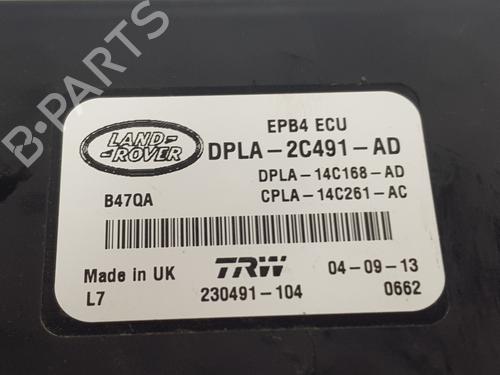 EPB4 ECU
LAND-
-ROVER
DPLA-2C491-AD
DPLA-14C168-AD
B47QA
CPLA-14C261-AC
Made in UK
TRW
04-09-13
L7
230491-104
0662
B-PARTS